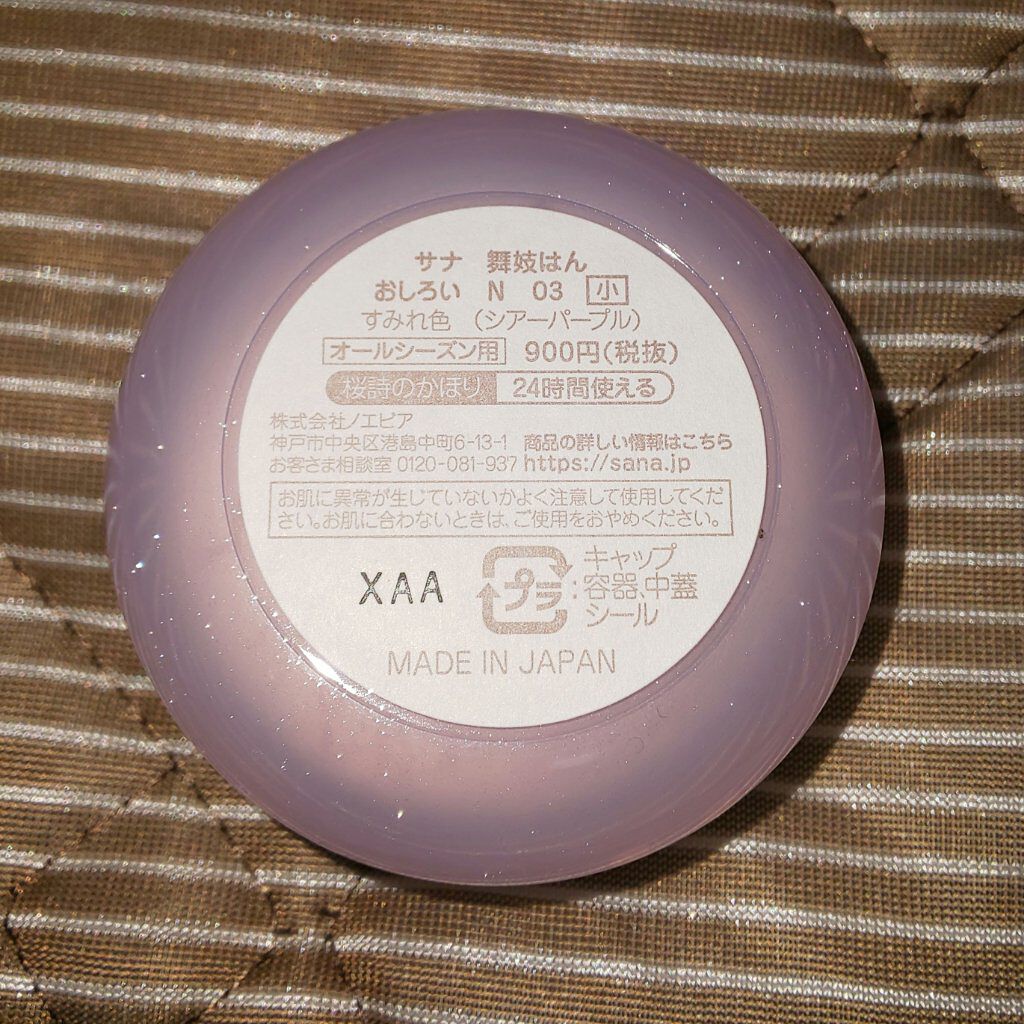 サナ 舞妓はん
おしろい N 03 小
すみれ色 (シアーパープル)
オールシーズン用 900円(税抜)
桜詩のかほり 24時間使える
株式会社ノエビア
神戸市中央区港島中町6-13-1 商品の詳しい情報はこちら
お客さま相談室 0120-081-937 https://sana.jp
お肌に異常が生じていないかよく注意して使用してくだ
さい。お肌に合わないときは、ご使用をおやめください。
XAA
プラ
キャップ
容器、中蓋
シール
MADE IN JAPAN